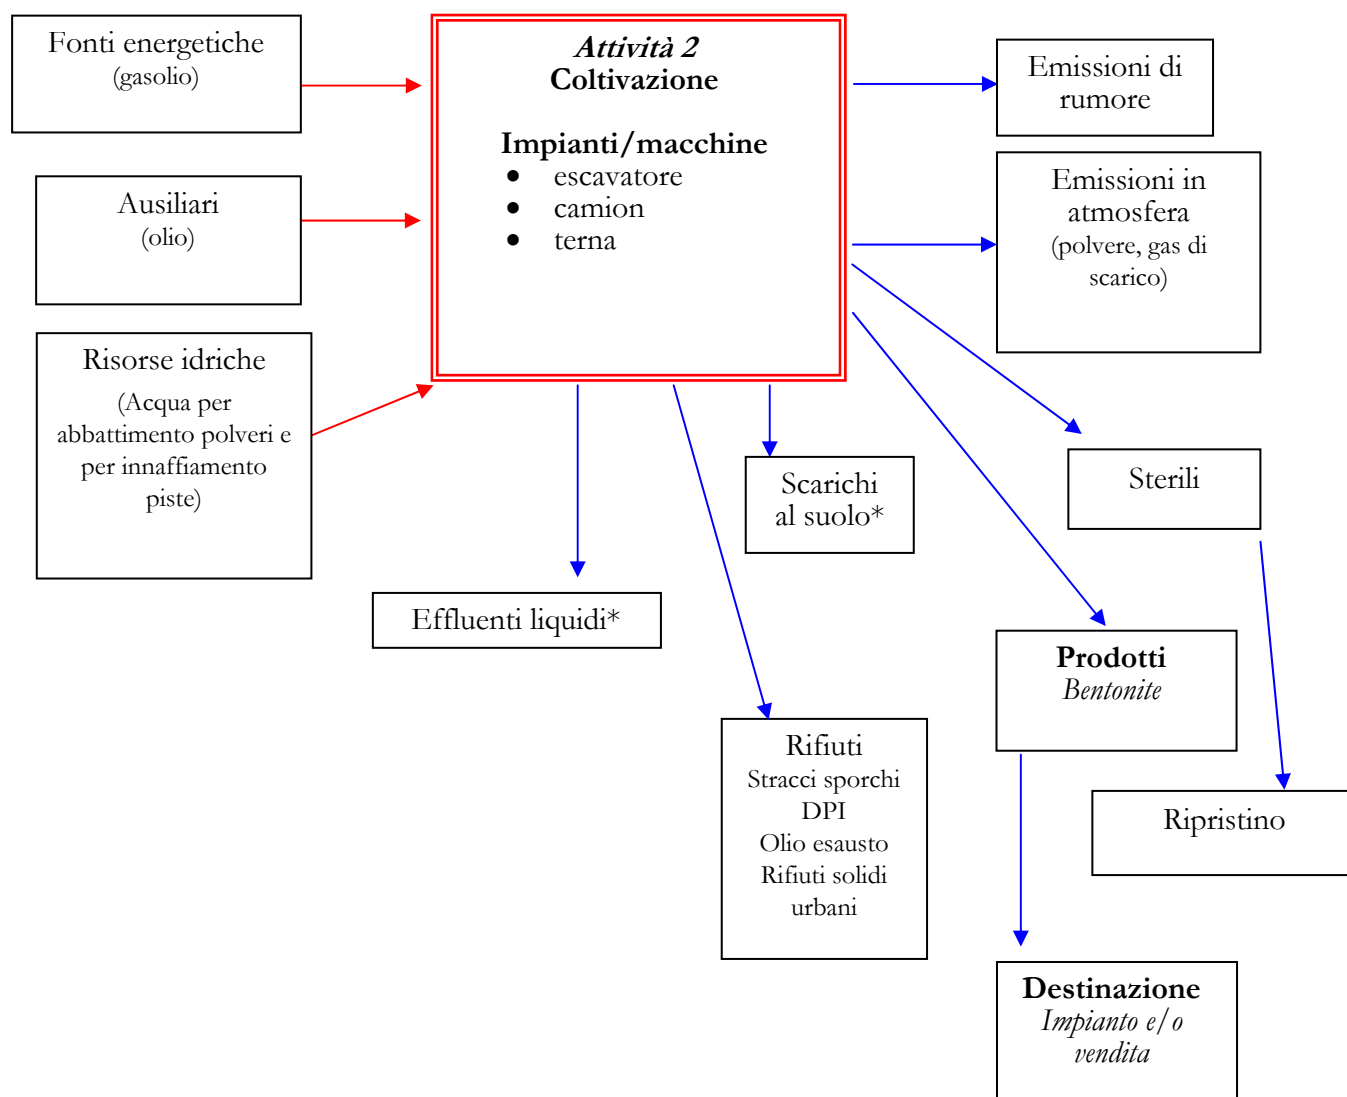 Fonti energetiche
(gasolio)
Ausiliari
(olio)
Risorse idriche
(Acqua per
abbattimento polveri e
per innaffiamento
piste)
Attività 2
Coltivazione
Impianti/macchine
• escavatore
• camion
• terna
Emissioni di
rumore
Emissioni in
atmosfera
(polvere, gas di
scarico)
Scarichi
al suolo*
Sterili
Effluenti liquidi*
Prodotti
Bentonite
Rifiuti
Stracci sporchi
DPI
Olio esausto
Rifiuti solidi
urbani
Ripristino
Destinazione
Impianto e/o
vendita